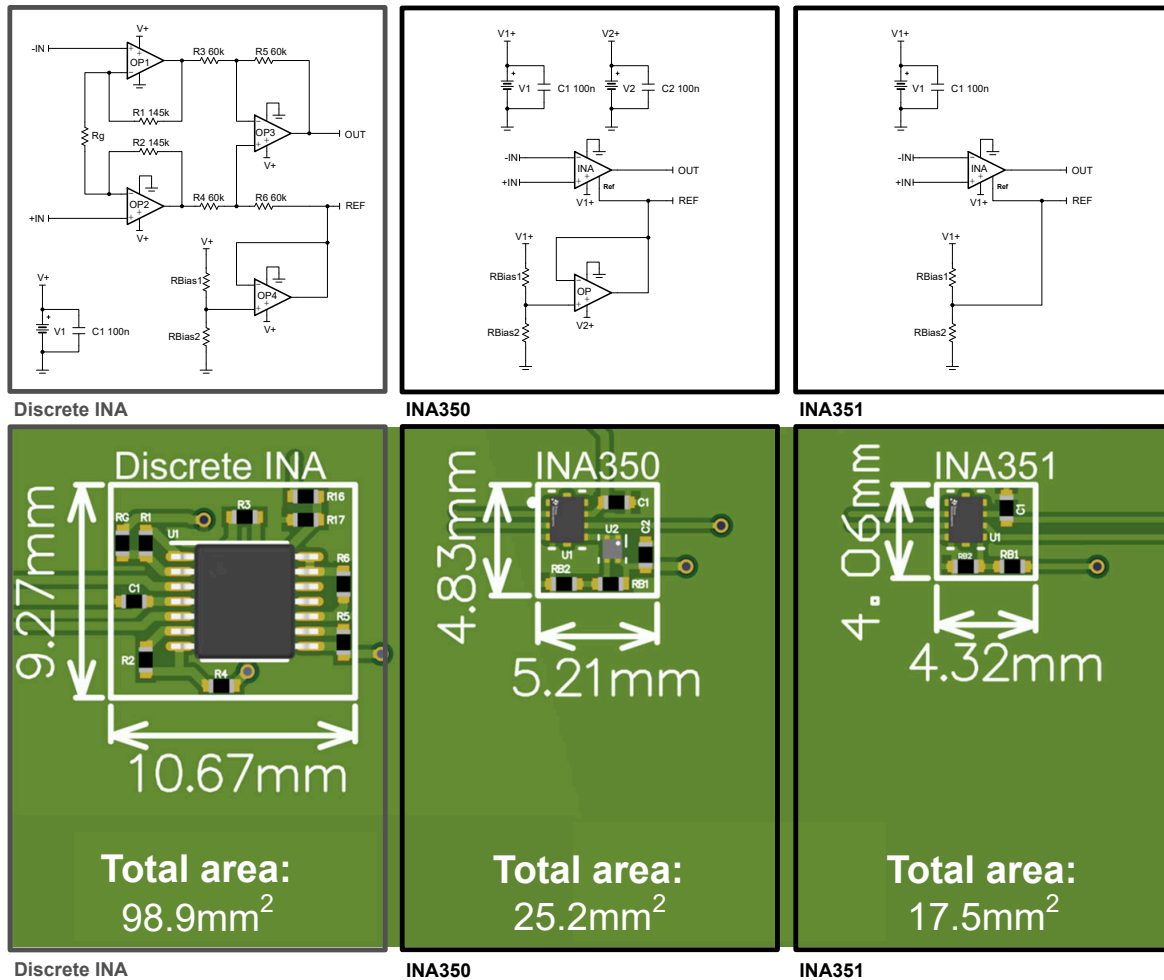 V+
-IN
OP1
R3 60k
R5 60k
R1 145k
Rg
OP3
OUT
R2 145k
V+
OP2
R4 60k
R6 60k
REF
+IN
V+
V+
RBias1
OP4
V+
V+
V1
C1 100n
RBias2
Discrete INA
V1+
V2+
V1
C1 100n
V2
C2 100n
-IN
INA
OUT
+IN
Ref
V1+
REF
V1+
RBias1
OP
V2+
RBias2
INA350
V1+
V1
C1 100n
-IN
INA
OUT
+IN
Ref
V1+
REF
V1+
RBias1
RBias2
INA351
Discrete INA
9.27mm
R16
R3
R17
RG
R1
U1
R6
C1
R5
R2
R4
10.67mm
Total area:
98.9mm²
Discrete INA
INA350
4.83mm
C1
U2
C2
U1
RB2
RB1
5.21mm
Total area:
25.2mm²
INA350
INA351
4.06mm
C1
U1
RB2
RB1
4.32mm
Total area:
17.5mm²
INA351